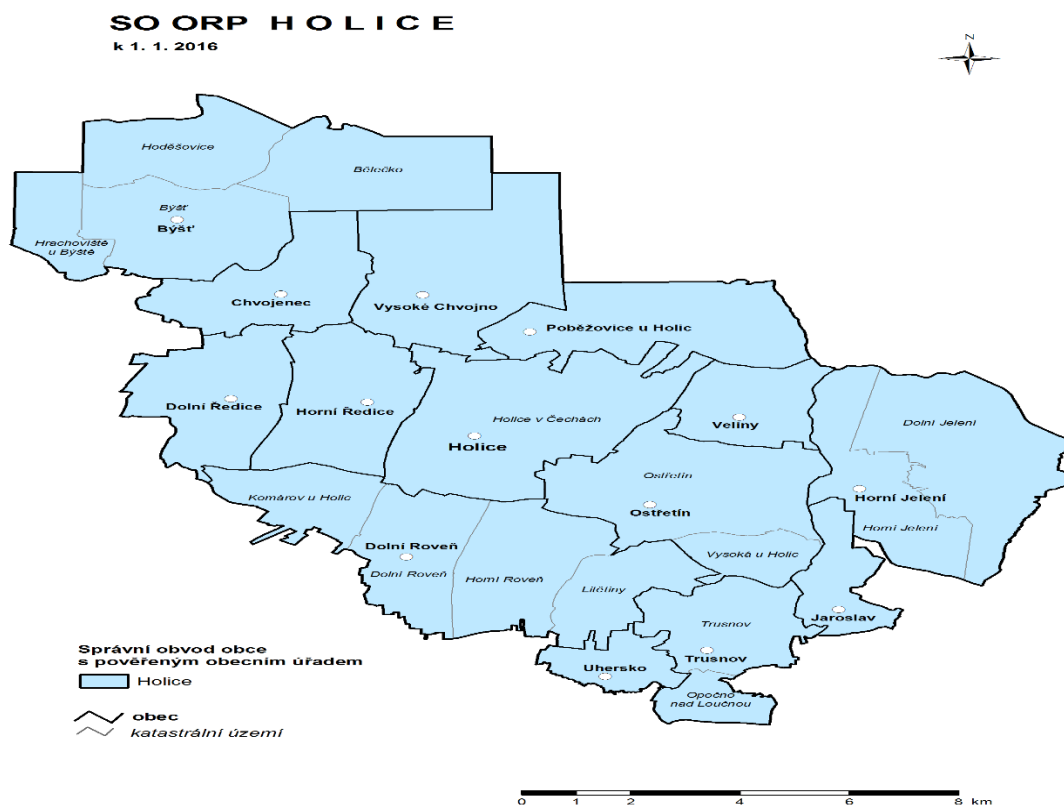 SO ORP HOLICE
k 1. 1. 2016
N
Hoděšovice
Bělečko
Býšť
Býšť
Hrachoviště
u Býště
Chvojenec
Vysoké Chvojno
Poběžovice u Holic
Dolní Ředice
Horní Ředice
Holice v Čechách
Holice
Veliny
Dolní Jelení
Ostřetín
Ostřetín
Horní Jelení
Horní Jelení
Komárov u Holic
Dolní Roveň
Dolní Roveň
Horní Roveň
Vysoká u Holic
Litětiny
Jaroslav
Trusnov
Trusnov
Uhersko
Opočno
nad Loučnou
Správní obvod obce
s pověřeným obecním úřadem
Holice
obec
katastrální území
0 1 2 4 6 8 km